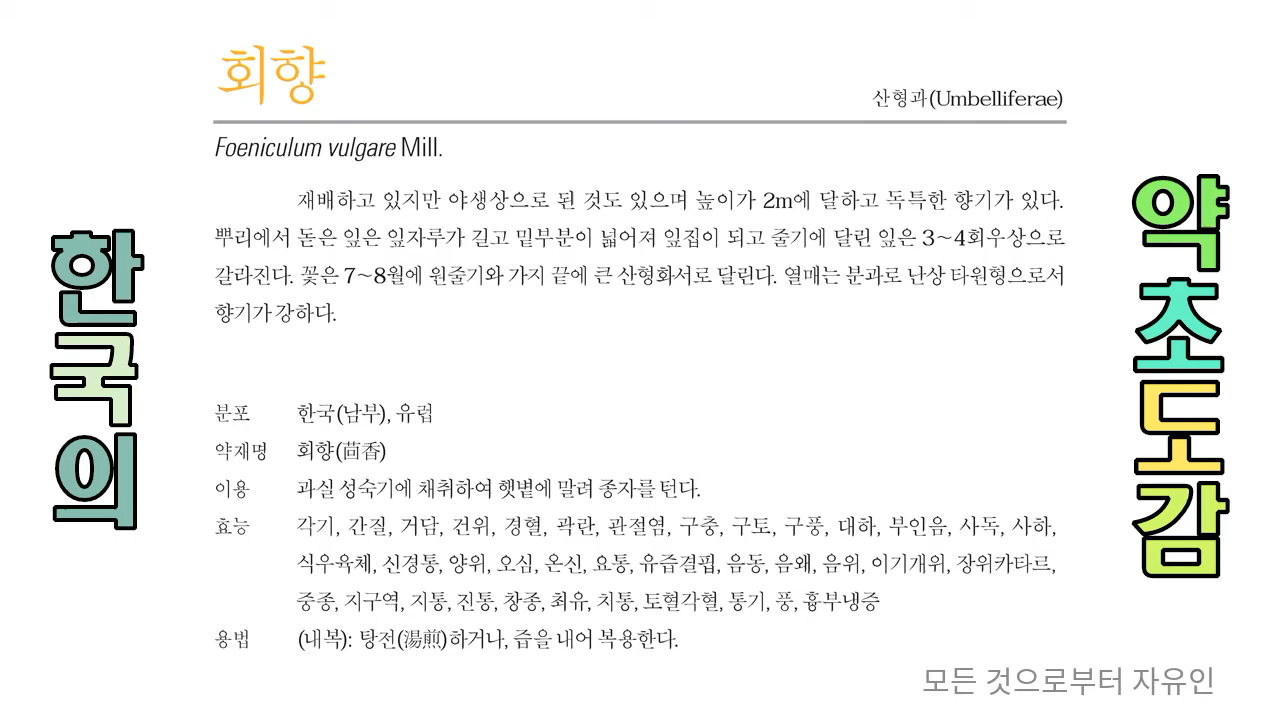 회향
산형과(Umbelliferae)
Foeniculum vulgare Mill.
재배하고 있지만 야생상으로 된 것도 있으며 높이가 2m에 달하고 독특한 향기가 있다.
뿌리에서 돋은 잎은 잎자루가 길고 밑부분이 넓어져 잎집이 되고 줄기에 달린 잎은 3~4회우상으로
갈라진다. 꽃은 7~8월에 원줄기와 가지 끝에 큰 산형화서로 달린다. 열매는 분과로 난상 타원형으로서
향기가 강하다.
분포 한국(남부), 유럽
약재명 회향(茴香)
이용 과실 성숙기에 채취하여 햇볕에 말려 종자를 턴다.
효능 각기, 간질, 거담, 건위, 경혈, 곽란, 관절염, 구충, 구토, 구풍, 대하, 부인음, 사독, 사하,
식우육체, 신경통, 양위, 오심, 온신, 요통, 유즙결핍, 음동, 음왜, 음위, 이기개위, 장위카타르,
중종, 지구역, 지통, 진통, 창종, 최유, 치통, 토혈각혈, 통기, 풍, 흉부냉증
용법 (내복): 탕전(湯煎)하거나, 즙을 내어 복용한다.
한국의
약초도감
모든 것으로부터 자유인